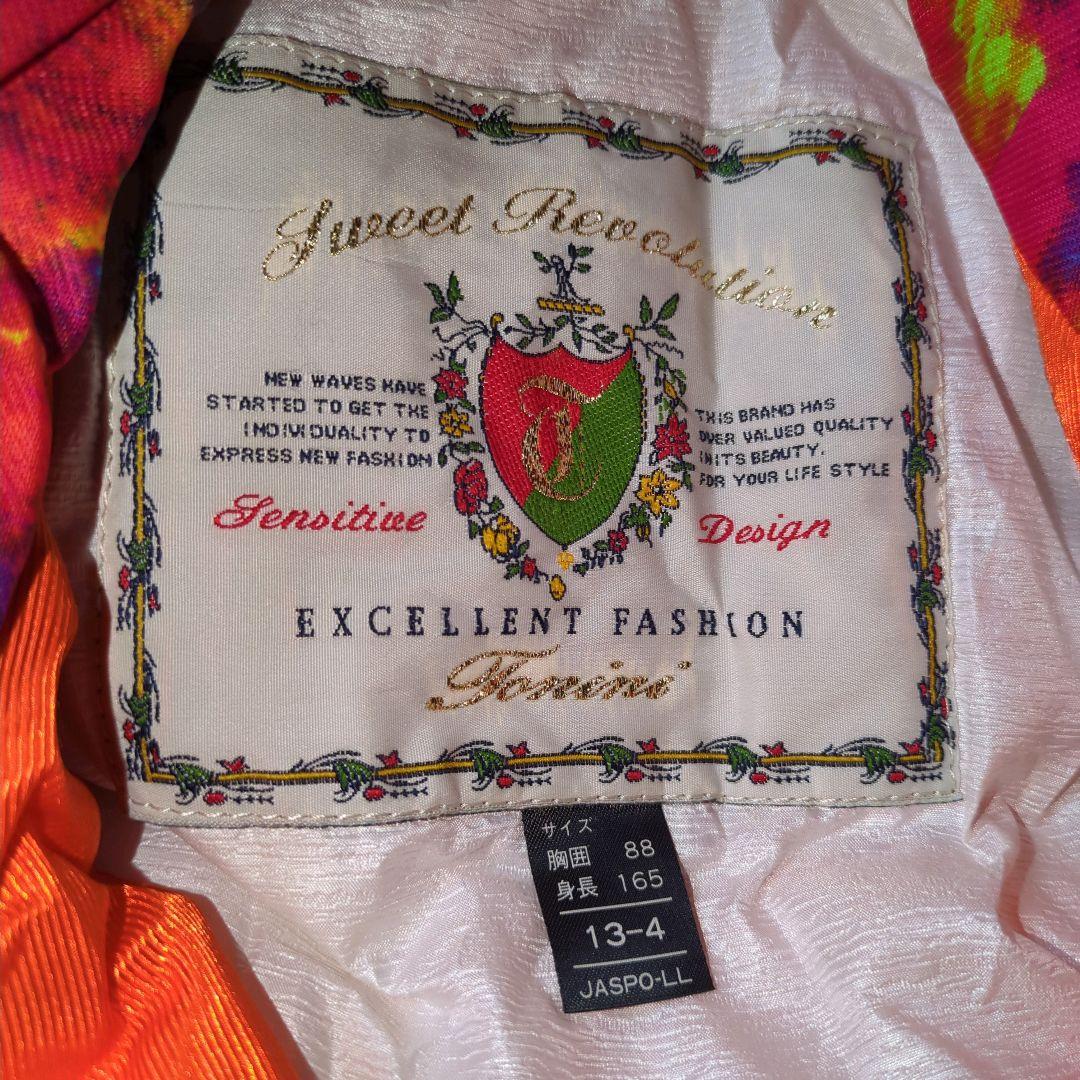 Sweet Revolution
NEW WAVES HAVE
STARTED TO GET THE
INDIVIDUALITY TO
EXPRESS NEW FASHION
T
THIS BRAND HAS
OVER VALUED QUALITY
IN ITS BEAUTY.
FOR YOUR LIFE STYLE
Sensitive Design
EXCELLENT FASHION
Tonini
サイズ
胸囲 88
身長 165
13-4
JASPO-LL